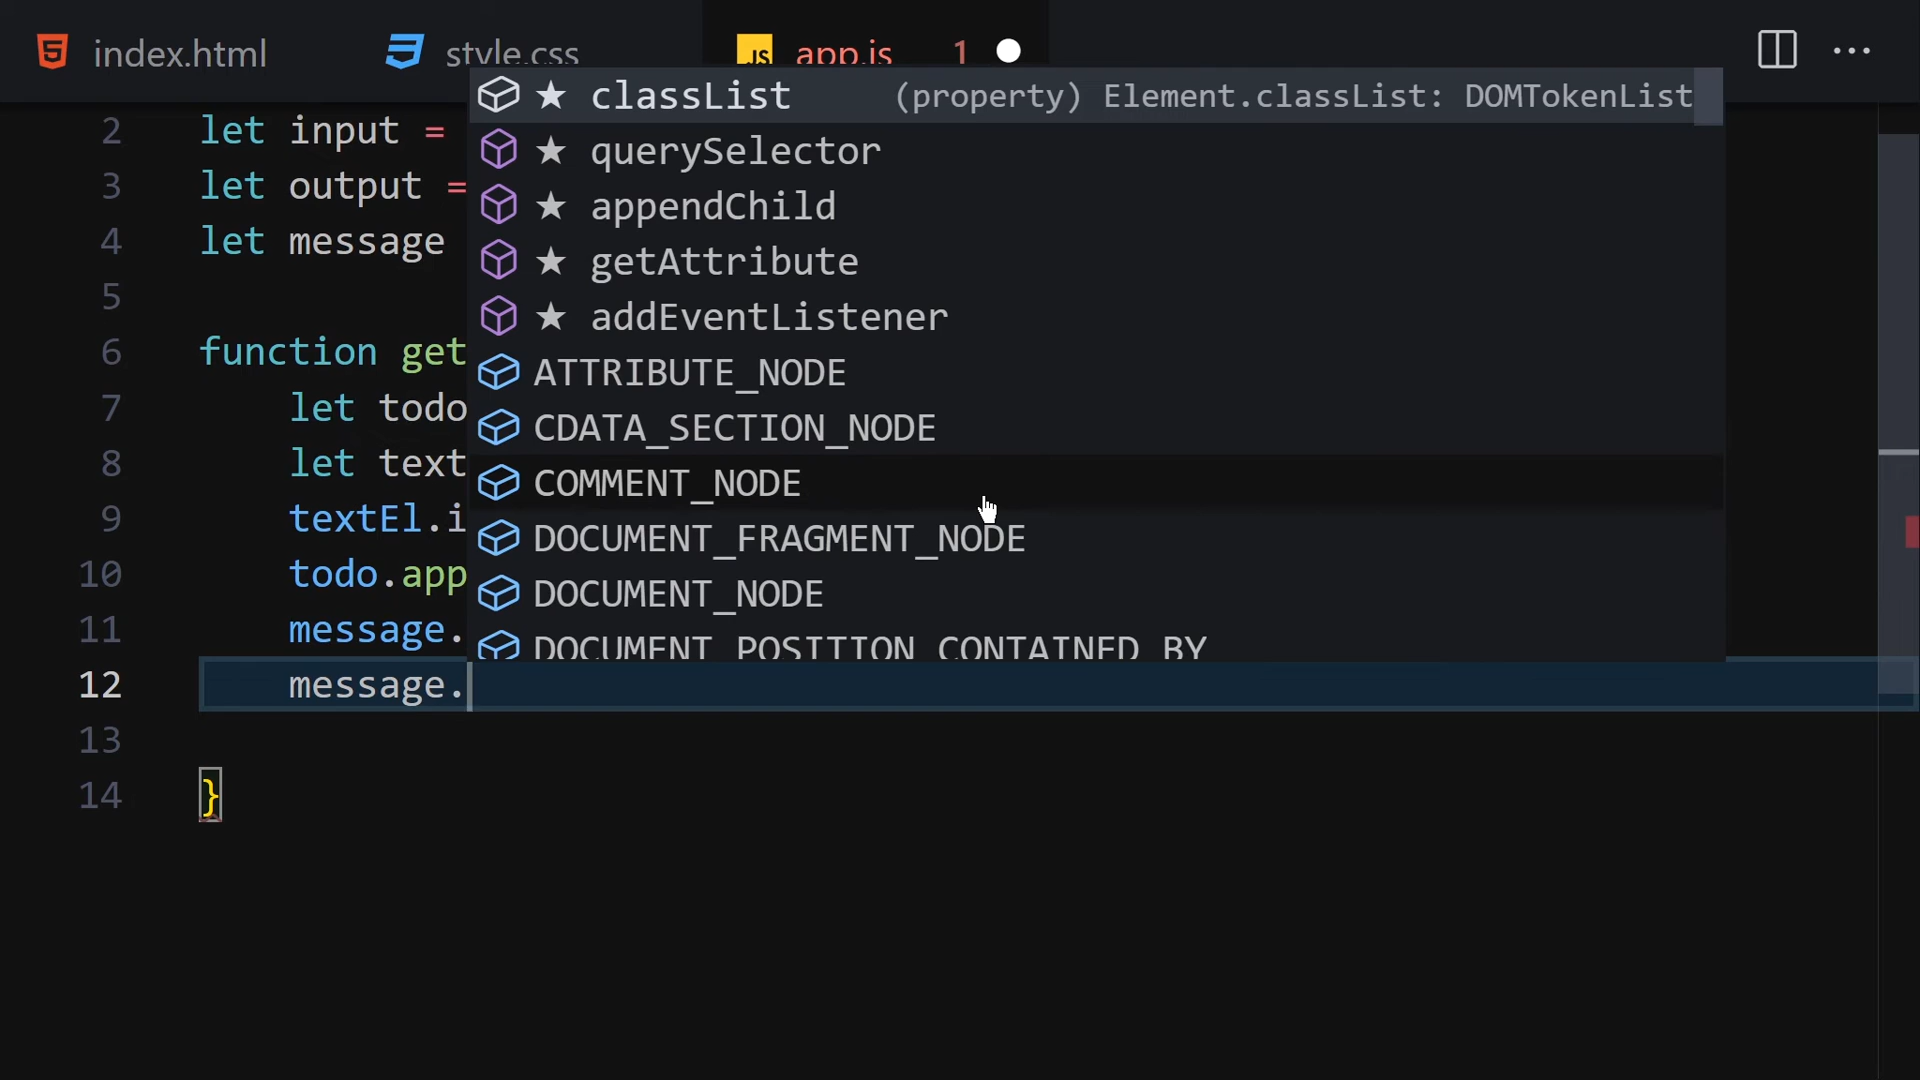 index.html
style.css
JS app.js 1
classList (property) Element.classList: DOMTokenList
2 let input =
querySelector
3 let output =
appendChild
4 let message
getAttribute
5
addEventListener
6 function get
ATTRIBUTE_NODE
7 let todo
CDATA_SECTION_NODE
8 let text
COMMENT_NODE
9 textEl.i
DOCUMENT_FRAGMENT_NODE
10 todo.app
DOCUMENT_NODE
11 message.
DOCUMENT_POSITION_CONTAINED_BY
12 message.
13
14 }